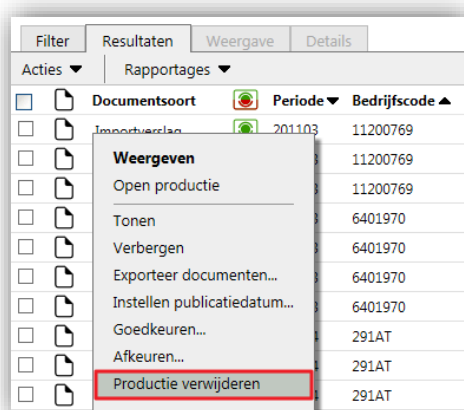 Filter Resultaten Weergave Details
Acties Rapportages
Documentsoort Periode Bedrijfscode
Importverslag 201103 11200769
Weergeven 11200769
Open productie 11200769
Tonen 6401970
Verbergen 6401970
Exporteer documenten... 6401970
Instellen publicatiedatum... 6401970
Goedkeuren... 291AT
Afkeuren... 291AT
Productie verwijderen 291AT